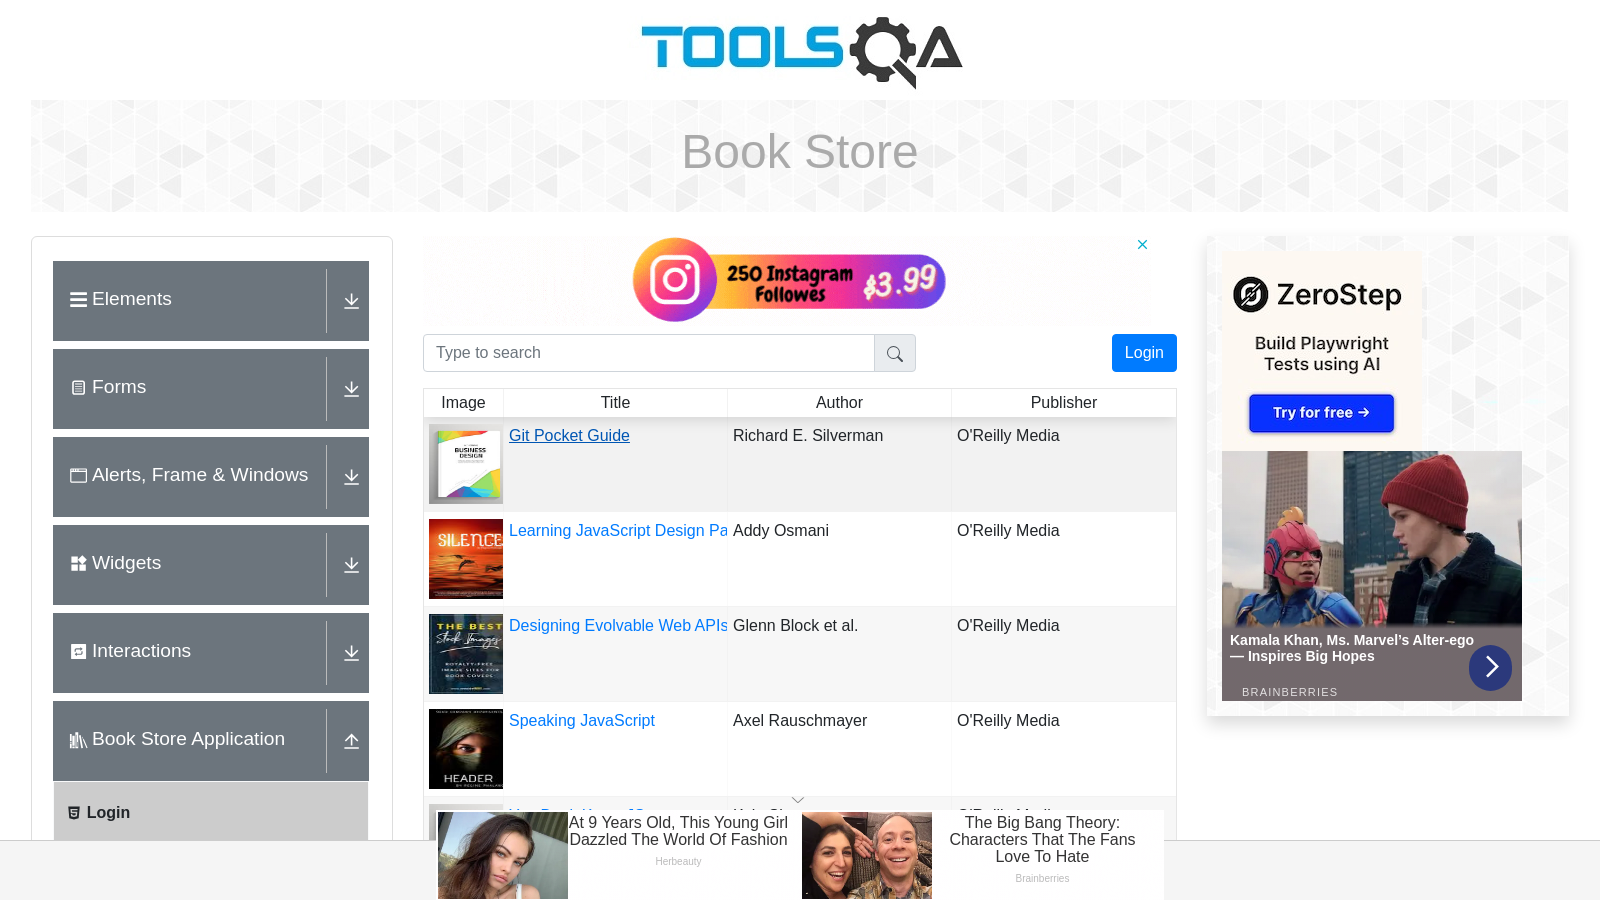 TOOLSQA
Book Store
Elements
Forms
Alerts, Frame & Windows
Widgets
Interactions
Book Store Application
Login
250 Instagram
Followes
$3.99
Type to search
Login
Image Title Author Publisher
BUSINESS
DESIGN
Git Pocket Guide Richard E. Silverman O'Reilly Media
SILENCE
Learning JavaScript Design Pa Addy Osmani O'Reilly Media
THE BEST
Stock Images
ROYALTY-FREE
IMAGE SITES FOR
BOOK COVERS
Designing Evolvable Web APIs Glenn Block et al. O'Reilly Media
HEADER
Speaking JavaScript Axel Rauschmayer O'Reilly Media
At 9 Years Old, This Young Girl
Dazzled The World Of Fashion
Herbeauty
The Big Bang Theory:
Characters That The Fans
Love To Hate
Brainberries
ZeroStep
Build Playwright
Tests using AI
Try for free →
Kamala Khan, Ms. Marvel's Alter-ego
— Inspires Big Hopes
BRAINBERRIES